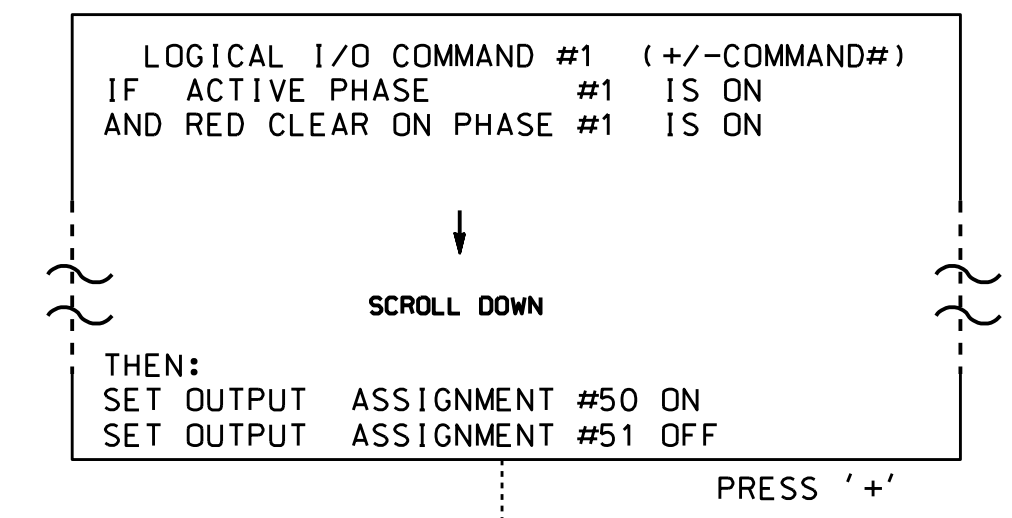 LOGICAL I/O COMMAND #1 (+/-COMMAND#)
IF ACTIVE PHASE #1 IS ON
AND RED CLEAR ON PHASE #1 IS ON
SCROLL DOWN
THEN:
SET OUTPUT ASSIGNMENT #50 ON
SET OUTPUT ASSIGNMENT #51 OFF
PRESS '+'